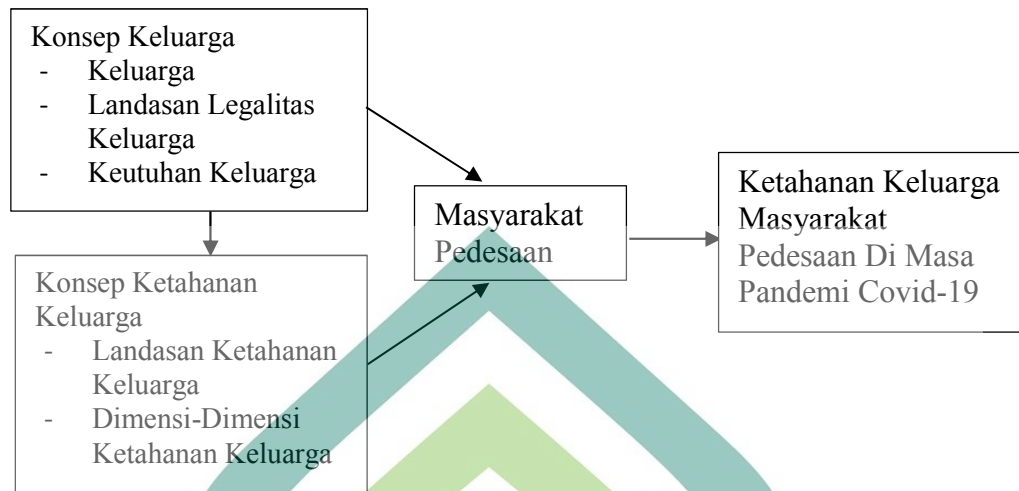 Konsep Keluarga
- Keluarga
- Landasan Legalitas
Keluarga
- Keutuhan Keluarga
Konsep Ketahanan
Keluarga
- Landasan Ketahanan
Keluarga
- Dimensi-Dimensi
Ketahanan Keluarga
Masyarakat
Pedesaan
Ketahanan Keluarga
Masyarakat
Pedesaan Di Masa
Pandemi Covid-19